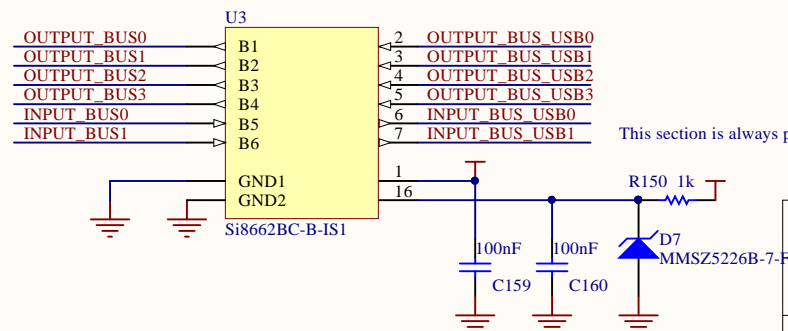 U3
OUTPUT_BUS0 B1 2 OUTPUT_BUS_USB0
OUTPUT_BUS1 B2 3 OUTPUT_BUS_USB1
OUTPUT_BUS2 B3 4 OUTPUT_BUS_USB2
OUTPUT_BUS3 B4 5 OUTPUT_BUS_USB3
INPUT_BUS0 B5 6 INPUT_BUS_USB0
INPUT_BUS1 B6 7 INPUT_BUS_USB1
This section is always p
GND1 1
GND2 16
R150 1k
Si8662BC-B-IS1
100nF 100nF D7
MMSZ5226B-7-F
C159 C160